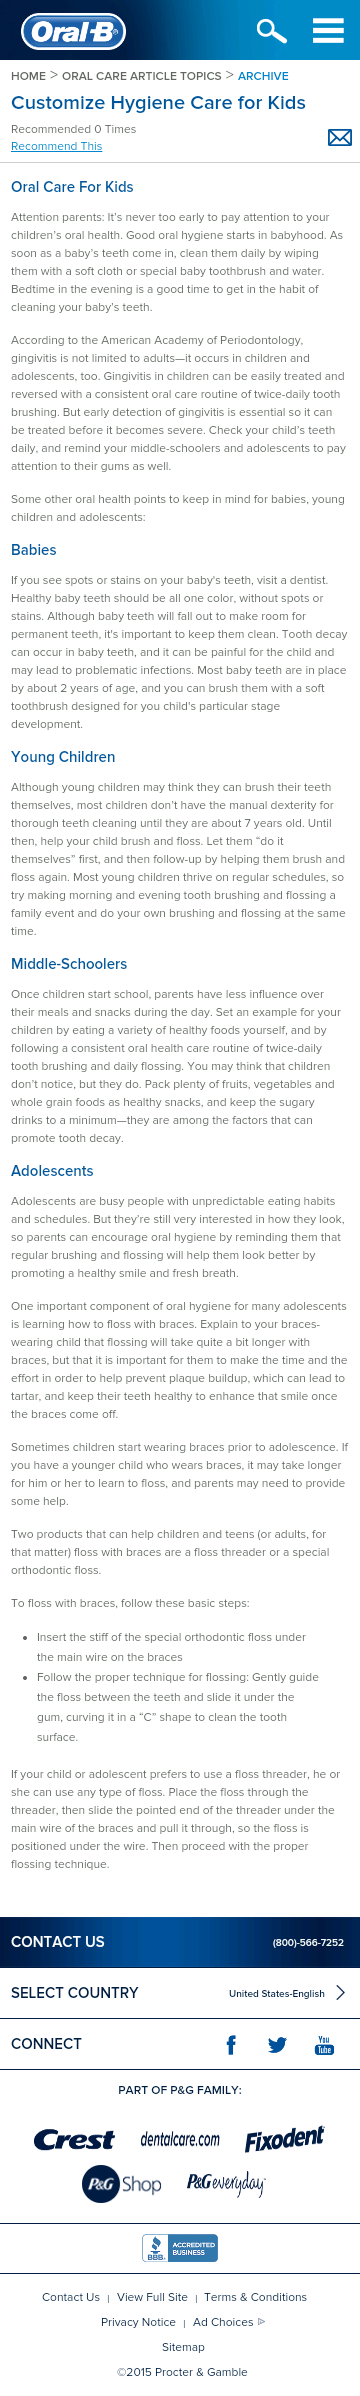 Oral-B
HOME > ORAL CARE ARTICLE TOPICS > ARCHIVE
Customize Hygiene Care for Kids
Recommended 0 Times
Recommend This
Oral Care For Kids
Attention parents: It's never too early to pay attention to your
children's oral health. Good oral hygiene starts in babyhood. As
soon as a baby's teeth come in, clean them daily by wiping
them with a soft cloth or special baby toothbrush and water.
Bedtime in the evening is a good time to get in the habit of
cleaning your baby's teeth.
According to the American Academy of Periodontology,
gingivitis is not limited to adults—it occurs in children and
adolescents, too. Gingivitis in children can be easily treated and
reversed with a consistent oral care routine of twice-daily tooth
brushing. But early detection of gingivitis is essential so it can
be treated before it becomes severe. Check your child's teeth
daily, and remind your middle-schoolers and adolescents to pay
attention to their gums as well.
Some other oral health points to keep in mind for babies, young
children and adolescents:
Babies
If you see spots or stains on your baby's teeth, visit a dentist.
Healthy baby teeth should be all one color, without spots or
stains. Although baby teeth will fall out to make room for
permanent teeth, it's important to keep them clean. Tooth decay
can occur in baby teeth, and it can be painful for the child and
may lead to problematic infections. Most baby teeth are in place
by about 2 years of age, and you can brush them with a soft
toothbrush designed for you child's particular stage
development.
Young Children
Although young children may think they can brush their teeth
themselves, most children don't have the manual dexterity for
thorough teeth cleaning until they are about 7 years old. Until
then, help your child brush and floss. Let them “do it
themselves” first, and then follow-up by helping them brush and
floss again. Most young children thrive on regular schedules, so
try making morning and evening tooth brushing and flossing a
family event and do your own brushing and flossing at the same
time.
Middle-Schoolers
Once children start school, parents have less influence over
their meals and snacks during the day. Set an example for your
children by eating a variety of healthy foods yourself, and by
following a consistent oral health care routine of twice-daily
tooth brushing and daily flossing. You may think that children
don't notice, but they do. Pack plenty of fruits, vegetables and
whole grain foods as healthy snacks, and keep the sugary
drinks to a minimum—they are among the factors that can
promote tooth decay.
Adolescents
Adolescents are busy people with unpredictable eating habits
and schedules. But they're still very interested in how they look,
so parents can encourage oral hygiene by reminding them that
regular brushing and flossing will help them look better by
promoting a healthy smile and fresh breath.
One important component of oral hygiene for many adolescents
is learning how to floss with braces. Explain to your braces-
wearing child that flossing will take quite a bit longer with
braces, but that it is important for them to make the time and the
effort in order to help prevent plaque buildup, which can lead to
tartar, and keep their teeth healthy to enhance that smile once
the braces come off.
Sometimes children start wearing braces prior to adolescence. If
you have a younger child who wears braces, it may take longer
for him or her to learn to floss, and parents may need to provide
some help.
Two products that can help children and teens (or adults, for
that matter) floss with braces are a floss threader or a special
orthodontic floss.
To floss with braces, follow these basic steps:
• Insert the stiff of the special orthodontic floss under
the main wire on the braces
• Follow the proper technique for flossing: Gently guide
the floss between the teeth and slide it under the
gum, curving it in a “C” shape to clean the tooth
surface.
If your child or adolescent prefers to use a floss threader, he or
she can use any type of floss. Place the floss through the
threader, then slide the pointed end of the threader under the
main wire of the braces and pull it through, so the floss is
positioned under the wire. Then proceed with the proper
flossing technique.
CONTACT US (800)-566-7252
SELECT COUNTRY United States-English
CONNECT You Tube
PART OF P&G FAMILY:
Crest dentalcare.com Fixodent
P&G Shop P&G everyday
BBB ACCREDITED BUSINESS
Contact Us | View Full Site | Terms & Conditions
Privacy Notice | Ad Choices
Sitemap
©2015 Procter & Gamble